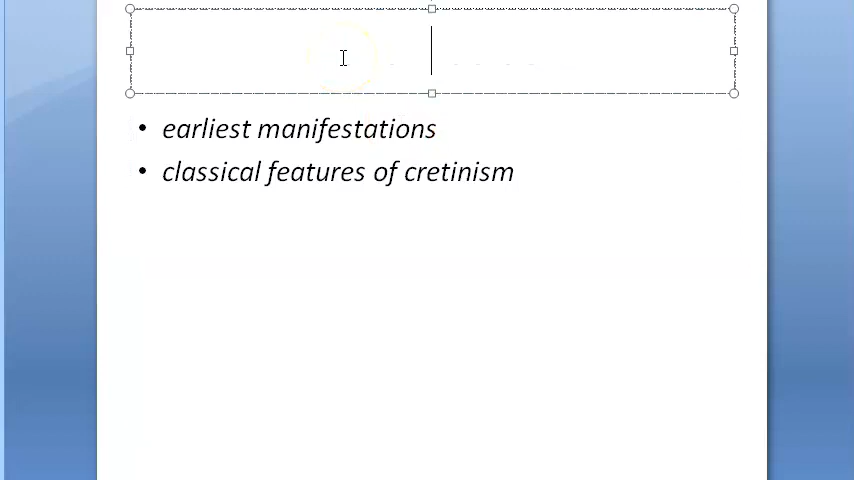 • earliest manifestations
• classical features of cretinism